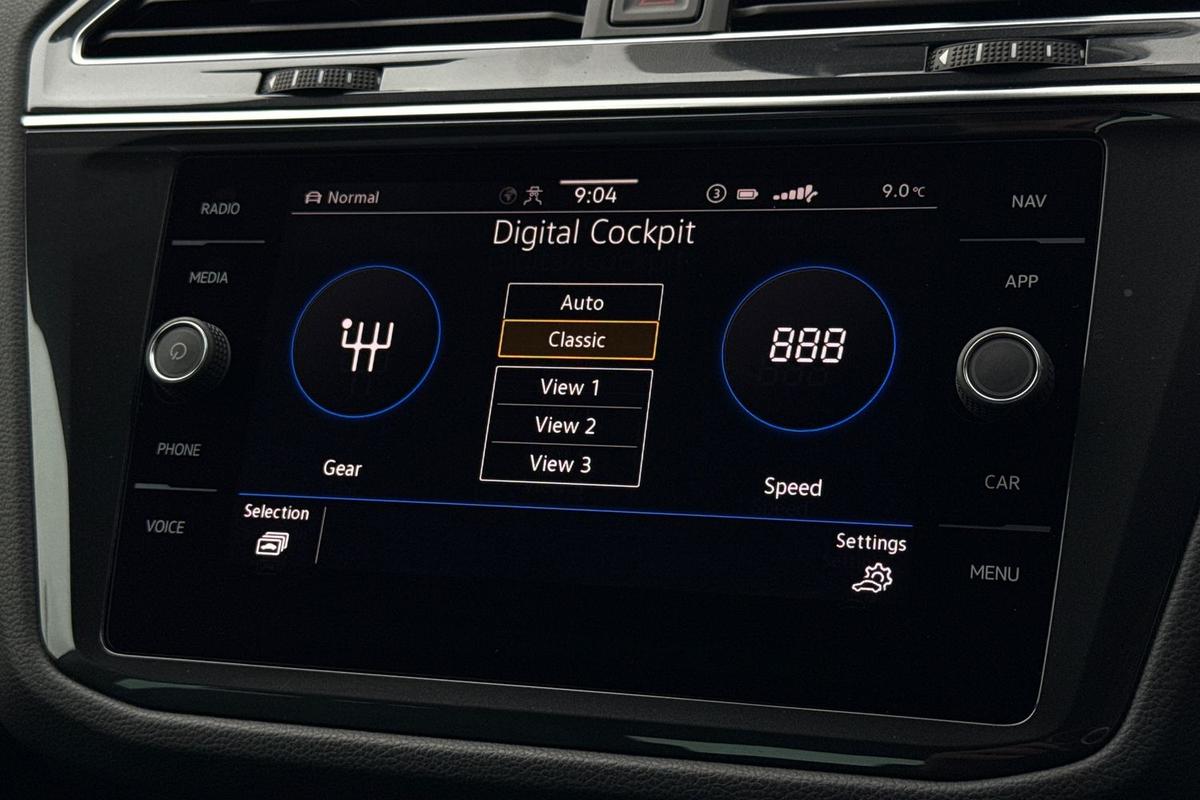 RADIO
MEDIA
PHONE
VOICE
Normal
9:04
3
9.0 °C
Digital Cockpit
Auto
Classic
View 1
View 2
View 3
Gear
888
Speed
Selection
Settings
NAV
APP
CAR
MENU